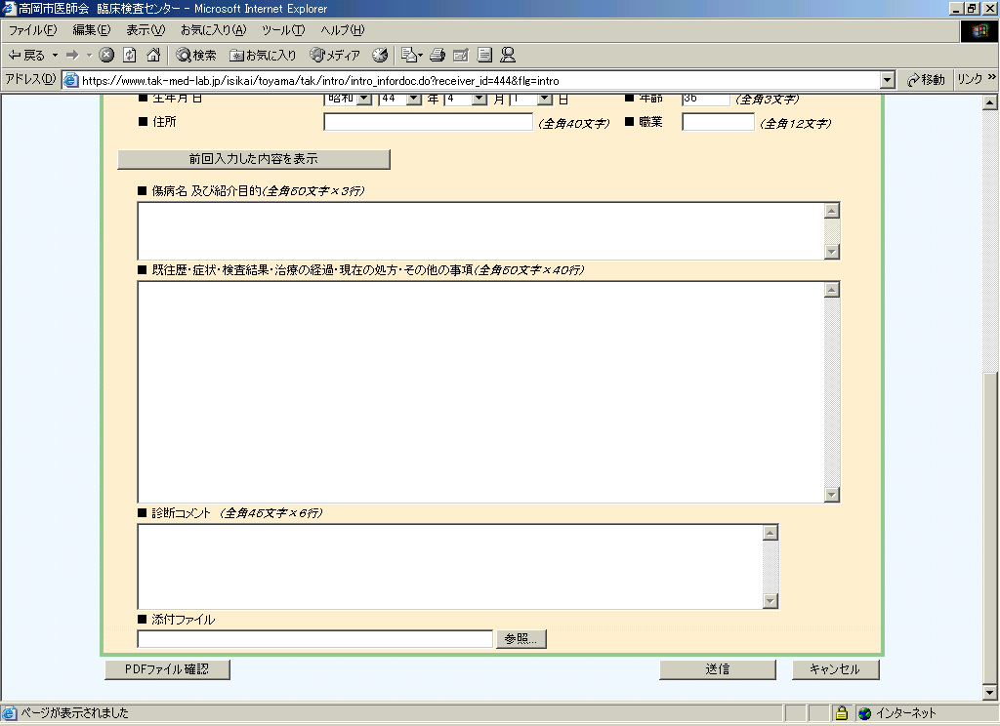 高岡市医師会　臨床検査センター - Microsoft Internet Explorer
ファイル(F) 編集(E) 表示(V) お気に入り(A) ツール(T) ヘルプ(H)
戻る 検索 お気に入り メディア
アドレス(D) https://www.tak-med-lab.jp/isikai/toyama/tak/intro/intro_infordoc.do?receiver_id=444&flg=intro 移動 リンク »
■ 生年月日 昭和 44 年 4 月 1 日 ■ 年齢 36 (全角3文字)
■ 住所 (全角40文字) ■ 職業 (全角12文字)
前回入力した内容を表示
■ 傷病名 及び紹介目的(全角50文字×3行)
■ 既往歴・症状・検査結果・治療の経過・現在の処方・その他の事項(全角50文字×40行)
■ 診断コメント (全角45文字×6行)
■ 添付ファイル
参照...
PDFファイル確認 送信 キャンセル
ページが表示されました インターネット